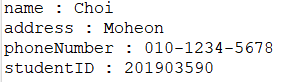 name : Choi
address : Moheon
phoneNumber : 010-1234-5678
studentID : 201903590